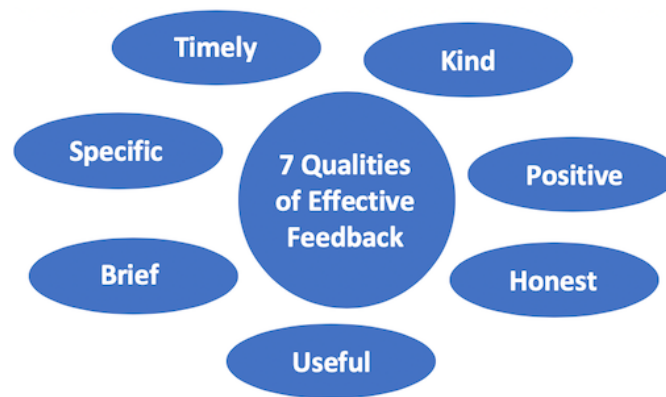 Timely
Kind
Specific
7 Qualities
of Effective
Feedback
Positive
Brief
Honest
Useful